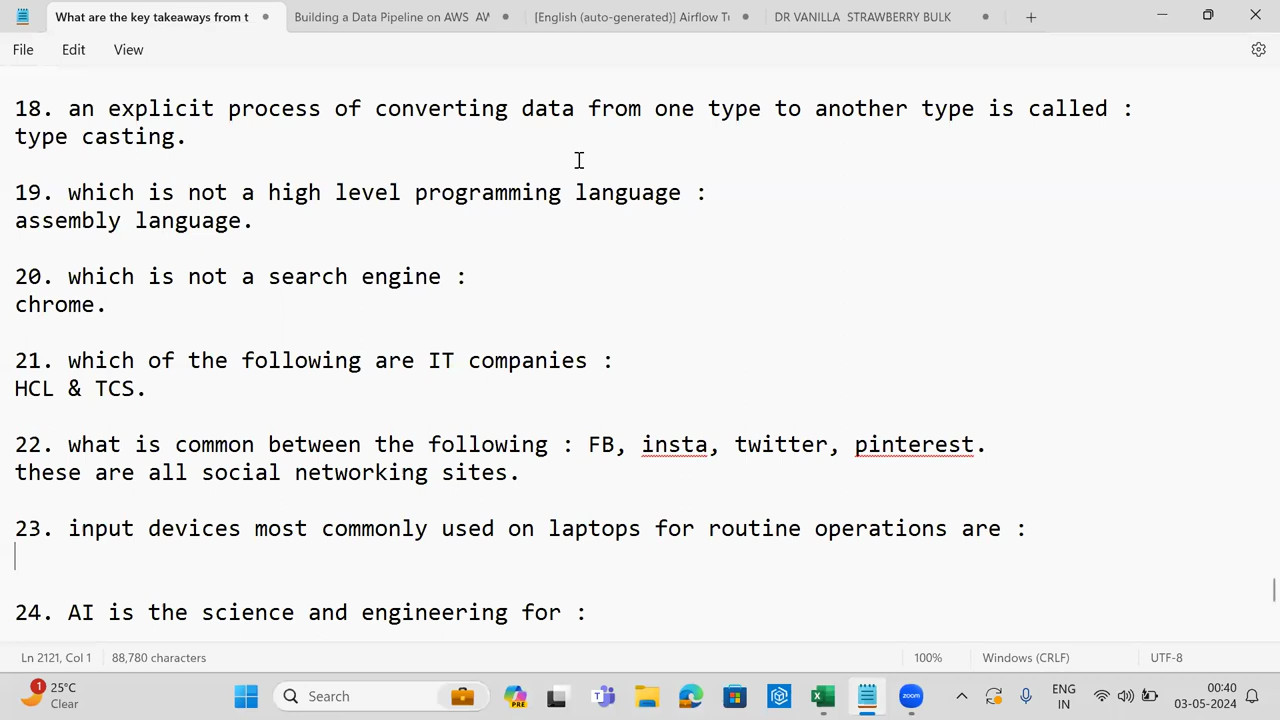 What are the key takeaways from t
Building a Data Pipeline on AWS AW
[English (auto-generated)] Airflow Tu
DR VANILLA STRAWBERRY BULK
File Edit View
18. an explicit process of converting data from one type to another type is called :
type casting.
19. which is not a high level programming language :
assembly language.
20. which is not a search engine :
chrome.
21. which of the following are IT companies :
HCL & TCS.
22. what is common between the following : FB, insta, twitter, pinterest.
these are all social networking sites.
23. input devices most commonly used on laptops for routine operations are :
24. AI is the science and engineering for :
Ln 2121, Col 1 88,780 characters 100% Windows (CRLF) UTF-8
1 25°C
Clear
Search
PRE
zoom
ENG
IN
00:40
03-05-2024